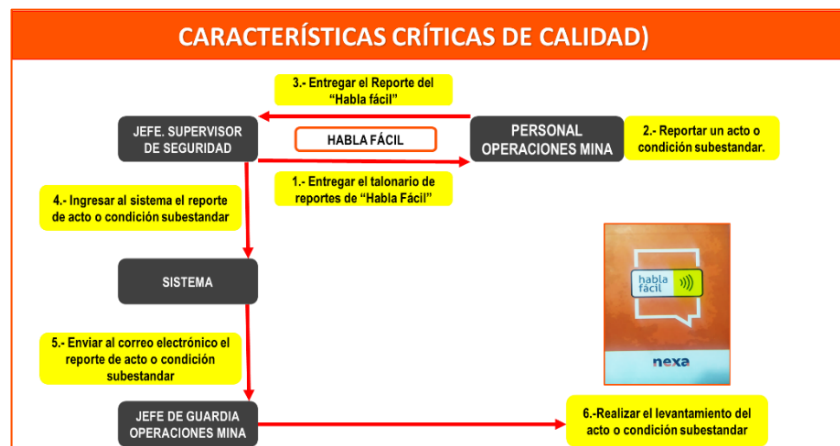 CARACTERÍSTICAS CRÍTICAS DE CALIDAD)
3.- Entregar el Reporte del
“Habla fácil”
JEFE. SUPERVISOR
DE SEGURIDAD
HABLA FÁCIL
PERSONAL
OPERACIONES MINA
2.- Reportar un acto o
condición subestandar.
1.- Entregar el talonario de
reportes de “Habla Fácil”
4.- Ingresar al sistema el reporte
de acto o condición subestandar
SISTEMA
habla
fácil
nexa
5.- Enviar al correo electrónico el
reporte de acto o condición
subestandar
JEFE DE GUARDIA
OPERACIONES MINA
6.-Realizar el levantamiento del
acto o condición subestandar